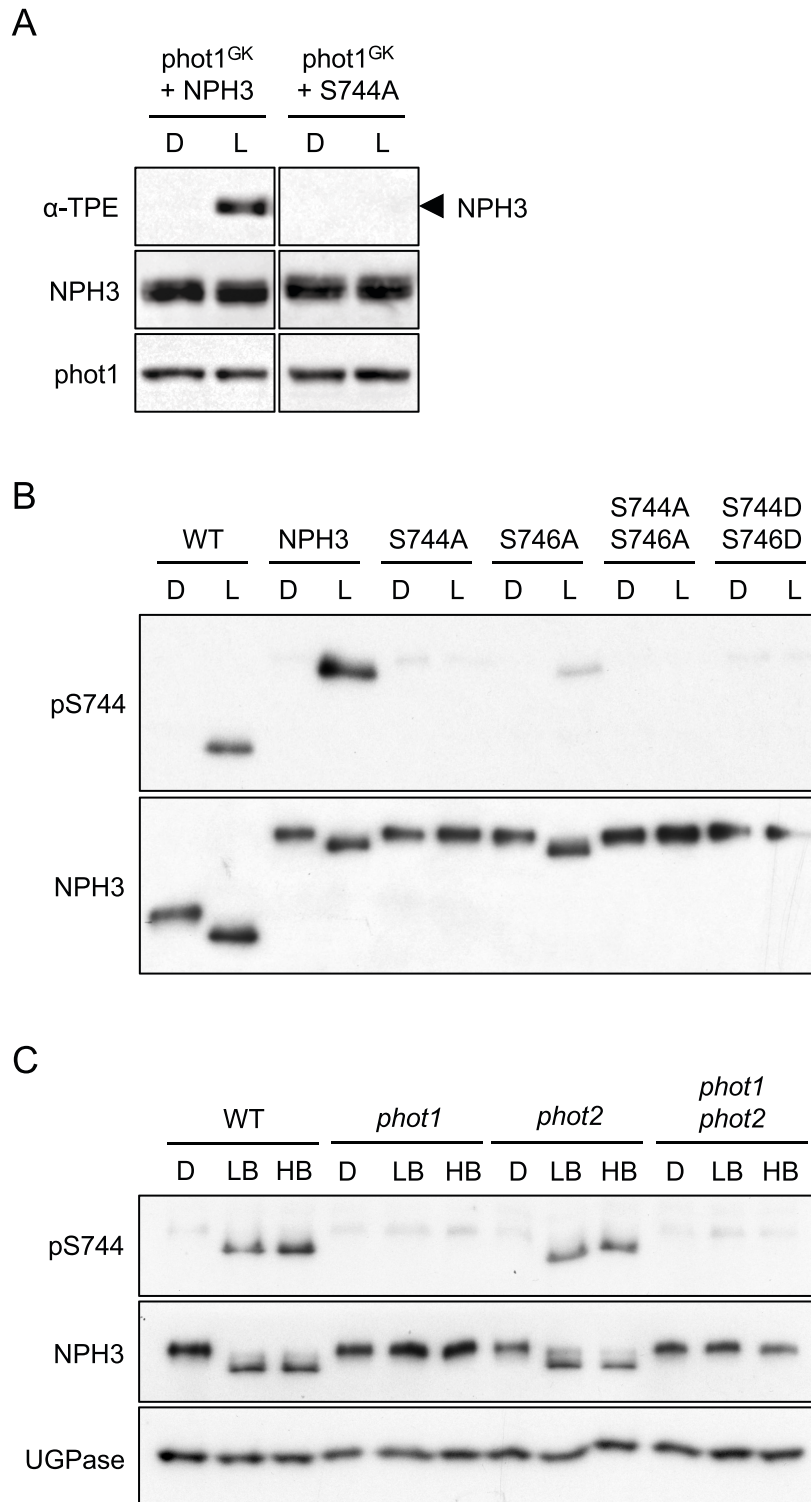 A
phot1GK + NPH3
phot1GK + S744A
D L D L
α-TPE
NPH3
NPH3
phot1
B
WT NPH3 S744A S746A S744A S746A S744D S746D
D L D L D L D L D L D L
pS744
NPH3
C
WT phot1 phot2 phot1 phot2
D LB HB D LB HB D LB HB D LB HB
pS744
NPH3
UGPase